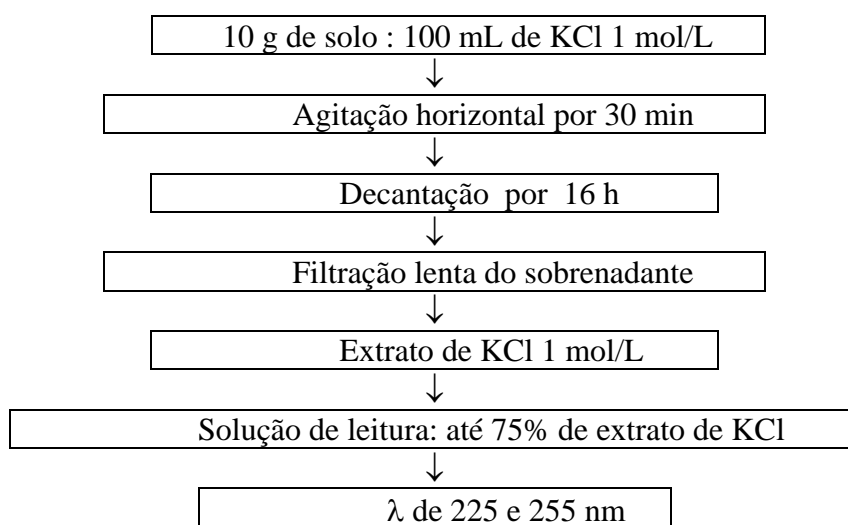 10 g de solo : 100 mL de KCl 1 mol/L
↓
Agitação horizontal por 30 min
↓
Decantação por 16 h
↓
Filtração lenta do sobrenadante
↓
Extrato de KCl 1 mol/L
↓
Solução de leitura: até 75% de extrato de KCl
↓
λ de 225 e 255 nm